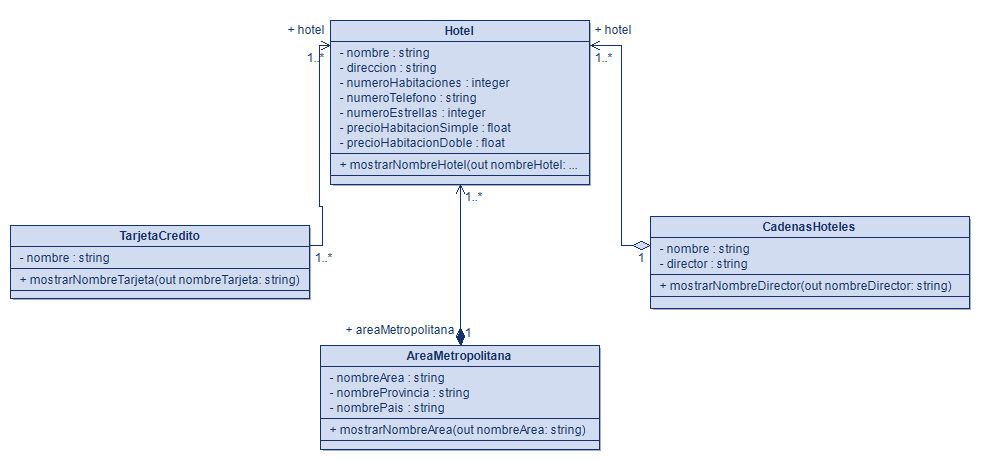 + hotel
1..*
Hotel
- nombre : string
- direccion : string
- numeroHabitaciones : integer
- numeroTelefono : string
- numeroEstrellas : integer
- precioHabitacionSimple : float
- precioHabitacionDoble : float
+ mostrarNombreHotel(out nombreHotel: ...
+ hotel
1..*
1..*
TarjetaCredito
- nombre : string
+ mostrarNombreTarjeta(out nombreTarjeta: string)
1..*
CadenasHoteles
- nombre : string
- director : string
+ mostrarNombreDirector(out nombreDirector: string)
1
+ areaMetropolitana
1
AreaMetropolitana
- nombreArea : string
- nombreProvincia : string
- nombrePais : string
+ mostrarNombreArea(out nombreArea: string)